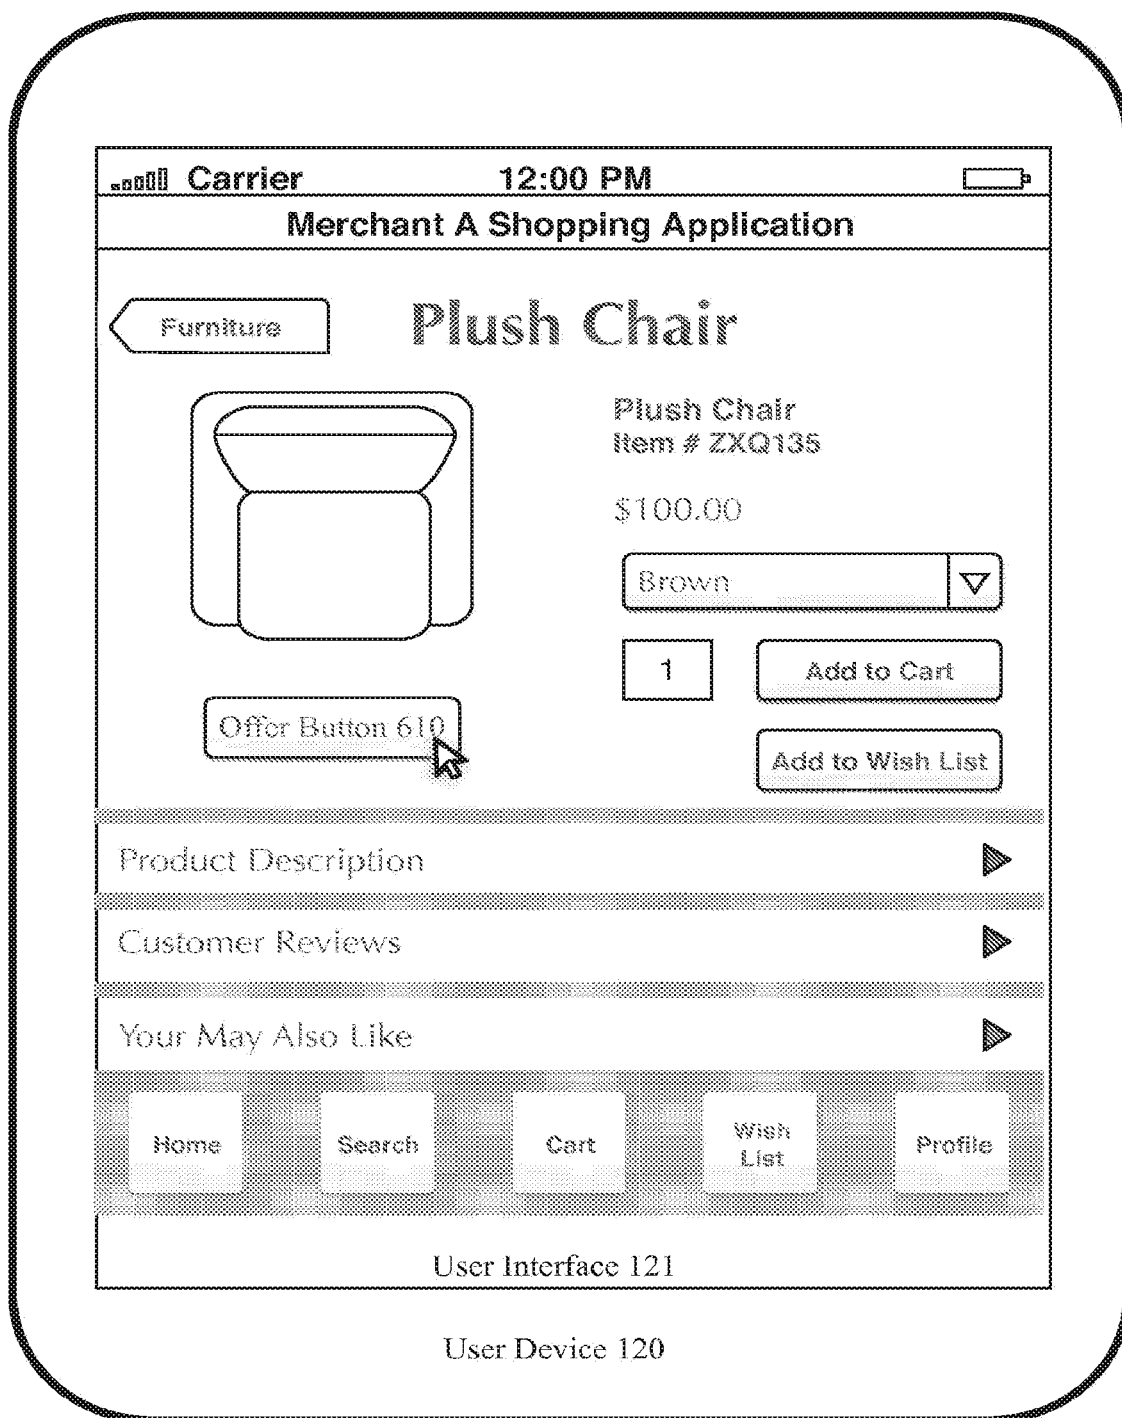 Carrier 12:00 PM
Merchant A Shopping Application
Furniture
Plush Chair
Plush Chair
Item # ZXQ135
$100.00
Brown
1
Add to Cart
Offer Button 610
Add to Wish List
Product Description
Customer Reviews
Your May Also Like
Home
Search
Cart
Wish
List
Profile
User Interface 121
User Device 120